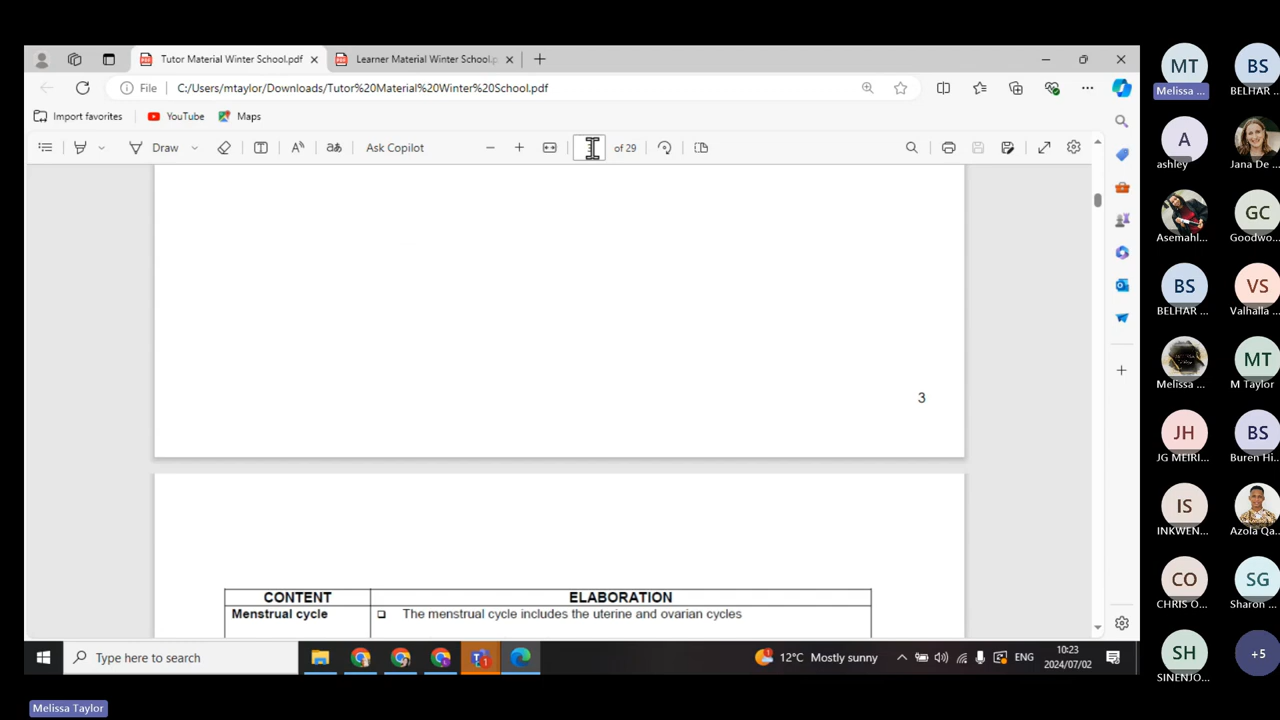 Tutor Material Winter School.pdf
Learner Material Winter School.p
File
C:/Users/mtaylor/Downloads/Tutor%20Material%20Winter%20School.pdf
Import favorites
YouTube
Maps
Draw
Ask Copilot
of 29
3
CONTENT
ELABORATION
Menstrual cycle
The menstrual cycle includes the uterine and ovarian cycles
Type here to search
12°C Mostly sunny
ENG
10:23
2024/07/02
Melissa Taylor
MT
Melissa ...
BS
BELHAR ...
A
ashley
Jana De ...
Asemahl...
GC
Goodwo...
BS
BELHAR ...
VS
Valhalla ...
Melissa ...
MT
M Taylor
JH
JG MEIRI...
BS
Buren Hi...
IS
INKWEN...
Azola Qa...
CO
CHRIS O...
SG
Sharon ...
SH
SINENJO...
+5